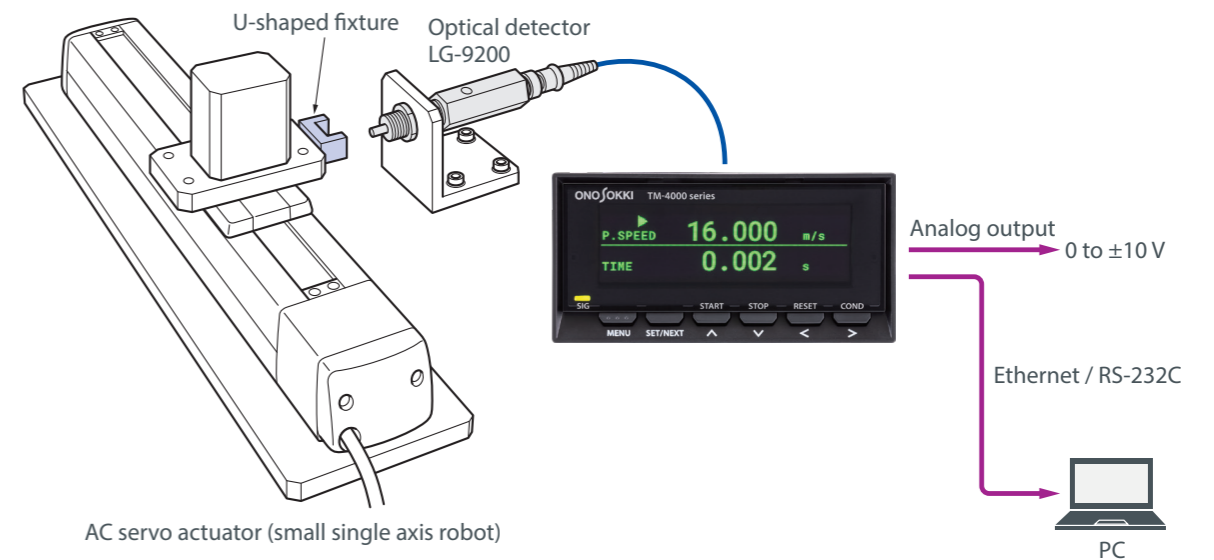 U-shaped fixture
Optical detector
LG-9200
ONO SOKKI TM-4000 series
P.SPEED 16.000 m/s
TIME 0.002 s
SIG START STOP RESET COND
MENU SET/NEXT ∧ ∨ < >
Analog output
0 to ±10 V
Ethernet / RS-232C
AC servo actuator (small single axis robot)
PC